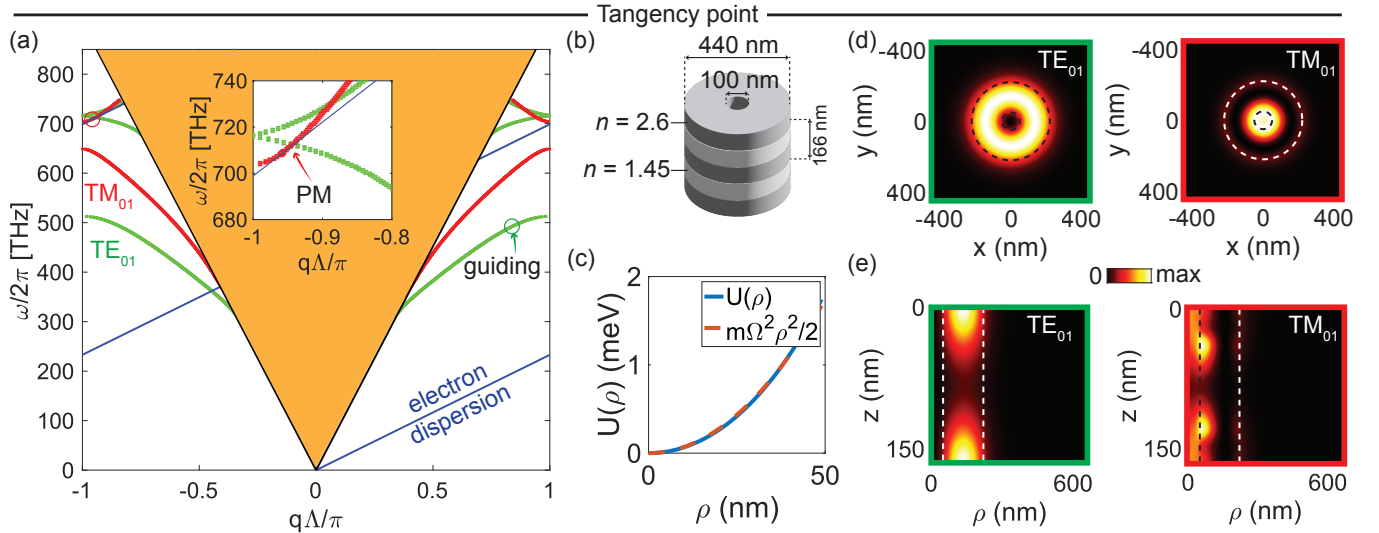 Tangency point
(a)
ω/2π [THz]
800
700
600
500
400
300
200
100
0
-1
-0.5
0
0.5
1
qΛ/π
TM01
TE01
guiding
electron
dispersion
ω/2π [THz]
740
720
700
680
-1
-0.9
-0.8
qΛ/π
PM
(b)
440 nm
100 nm
n = 2.6
n = 1.45
166 nm
(c)
U(ρ) (meV)
2
1
0
0
50
ρ (nm)
U(ρ)
mΩ²ρ²/2
(d)
-400
0
400
y (nm)
TE01
-400
0
400
x (nm)
-400
0
400
y (nm)
TM01
-400
0
400
x (nm)
(e)
0
max
0
150
z (nm)
TE01
0
600
ρ (nm)
0
150
z (nm)
TM01
0
600
ρ (nm)